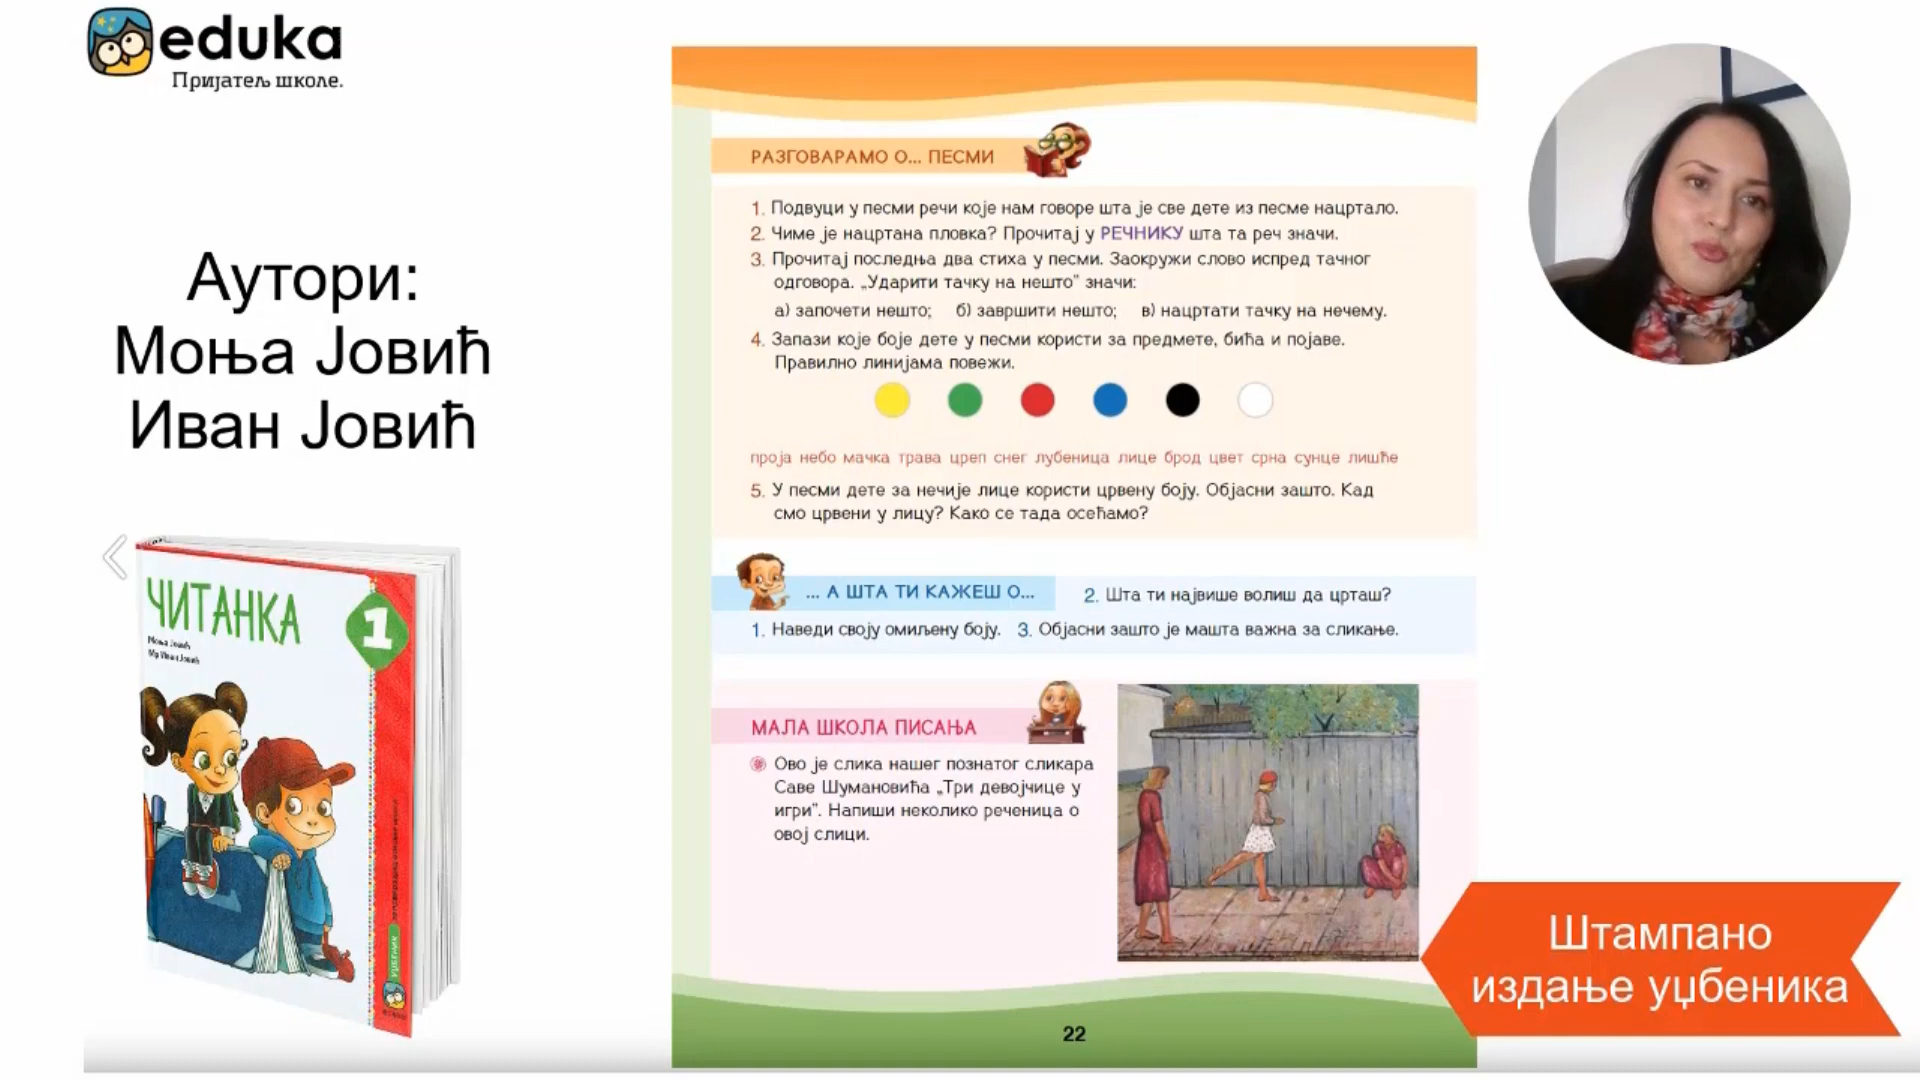 eduka
Пријатељ школе.
Аутори:
Моња Јовић
Иван Јовић
ЧИТАНКА
1
Моња Јовић
Мр Иван Јовић
УЏБЕНИК
РАЗГОВАРАМО О... ПЕСМИ
1. Подвуци у песми речи које нам говоре шта је све дете из песме нацртало.
2. Чиме је нацртана пловка? Прочитај у РЕЧНИКУ шта та реч значи.
3. Прочитај последња два стиха у песми. Заокружи слово испред тачног
одговора. „Ударити тачку на нешто” значи:
а) започети нешто; б) завршити нешто; в) нацртати тачку на нечему.
4. Запази које боје дете у песми користи за предмете, бића и појаве.
Правилно линијама повежи.
проја небо мачка трава цреп снег лубеница лице брод цвет срна сунце лишће
5. У песми дете за нечије лице користи црвену боју. Објасни зашто. Кад
смо црвени у лицу? Како се тада осећамо?
... А ШТА ТИ КАЖЕШ О...
2. Шта ти највише волиш да црташ?
1. Наведи своју омиљену боју. 3. Објасни зашто је машта важна за сликање.
МАЛА ШКОЛА ПИСАЊА
Ово је слика нашег познатог сликара
Саве Шумановића „Три девојчице у
игри”. Напиши неколико реченица о
овој слици.
22
Штампано
издање уџбеника